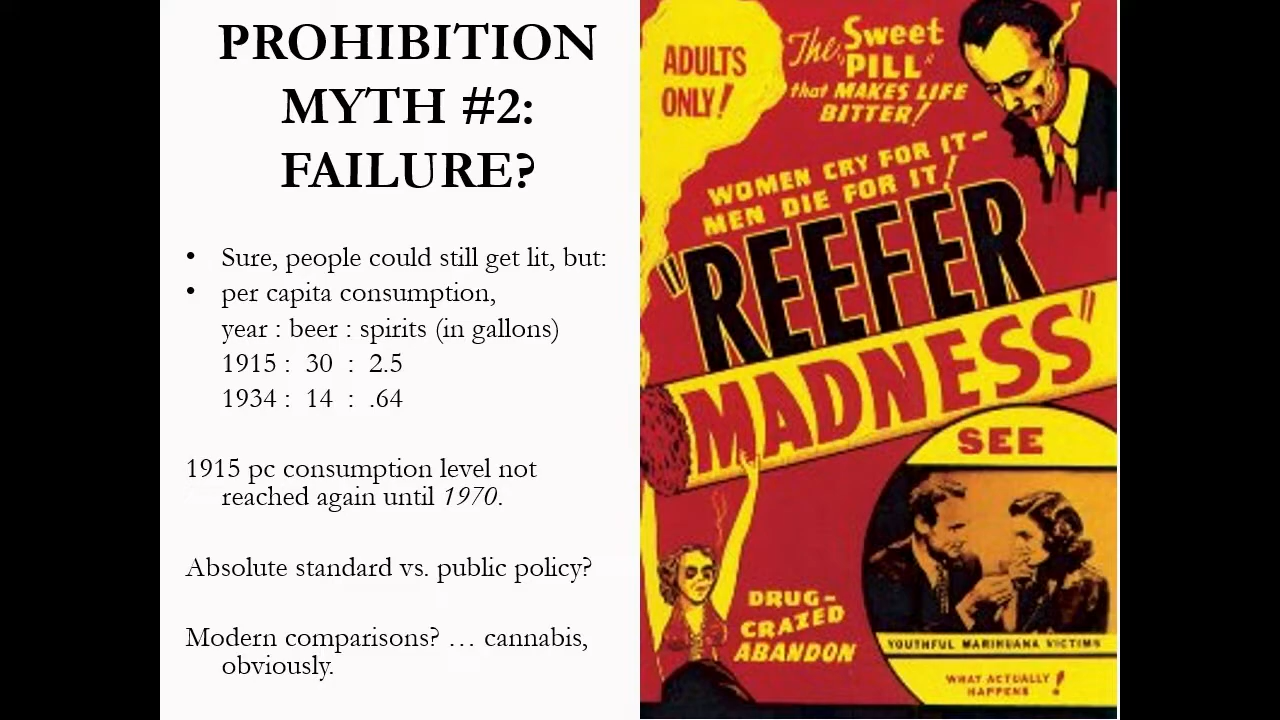 PROHIBITION
MYTH #2:
FAILURE?
• Sure, people could still get lit, but:
• per capita consumption,
year : beer : spirits (in gallons)
1915 : 30 : 2.5
1934 : 14 : .64
1915 pc consumption level not
reached again until 1970.
Absolute standard vs. public policy?
Modern comparisons? … cannabis,
obviously.
ADULTS
ONLY!
The Sweet
"PILL"
that MAKES LIFE
BITTER!
WOMEN CRY FOR IT-
MEN DIE FOR IT!
"REEFER
MADNESS"
SEE
DRUG-
CRAZED
ABANDON
YOUTHFUL MARIHUANA VICTIMS
WHAT ACTUALLY
HAPPENS!